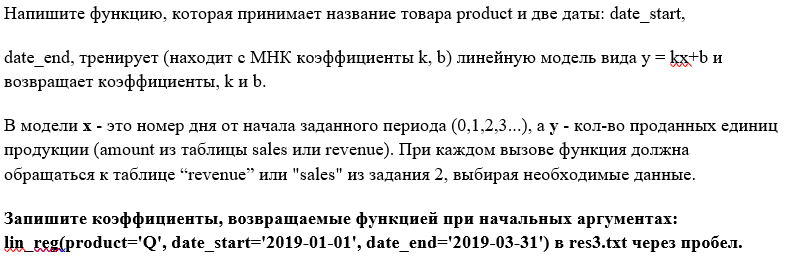 Напишите функцию, которая принимает название товара product и две даты: date_start,
date_end, тренирует (находит с МНК коэффициенты k, b) линейную модель вида y = kx+b и
возвращает коэффициенты, k и b.
В модели x - это номер дня от начала заданного периода (0,1,2,3...), а y - кол-во проданных единиц
продукции (amount из таблицы sales или revenue). При каждом вызове функция должна
обращаться к таблице “revenue” или "sales" из задания 2, выбирая необходимые данные.
Запишите коэффициенты, возвращаемые функцией при начальных аргументах:
lin_reg(product='Q', date_start='2019-01-01', date_end='2019-03-31') в res3.txt через пробел.